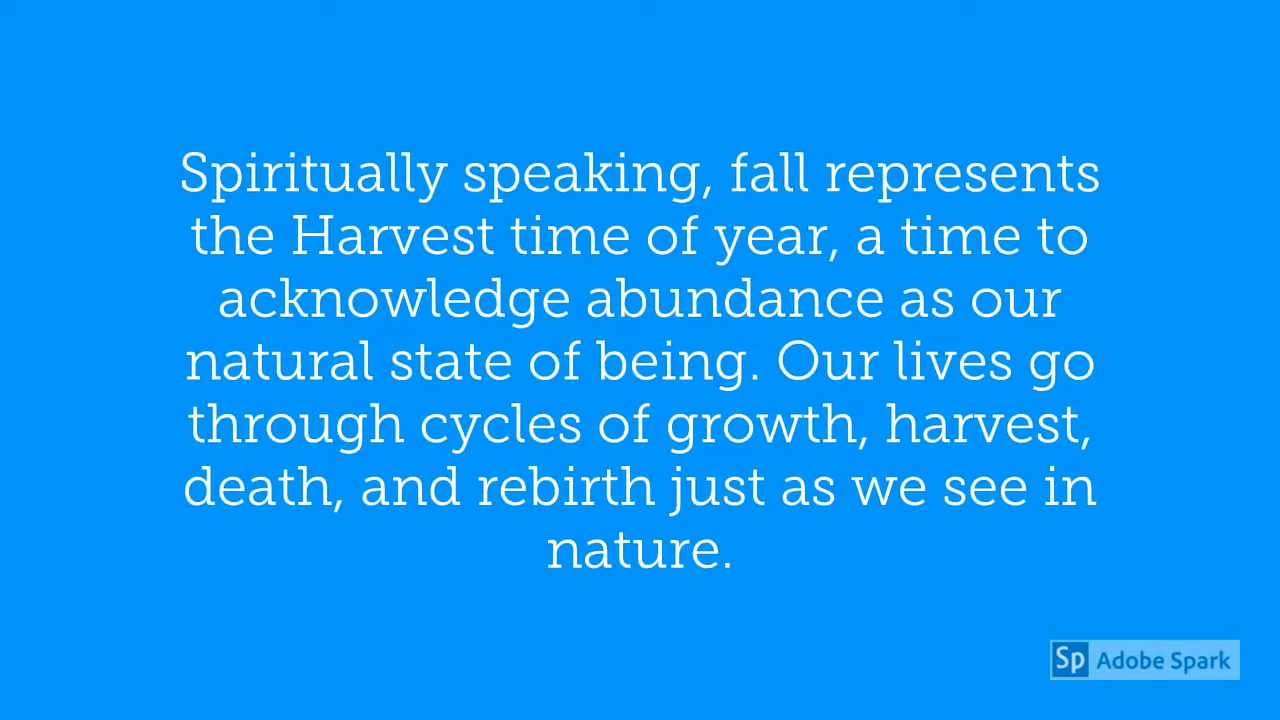 Spiritually speaking, fall represents
the Harvest time of year, a time to
acknowledge abundance as our
natural state of being. Our lives go
through cycles of growth, harvest,
death, and rebirth just as we see in
nature.
Sp Adobe Spark